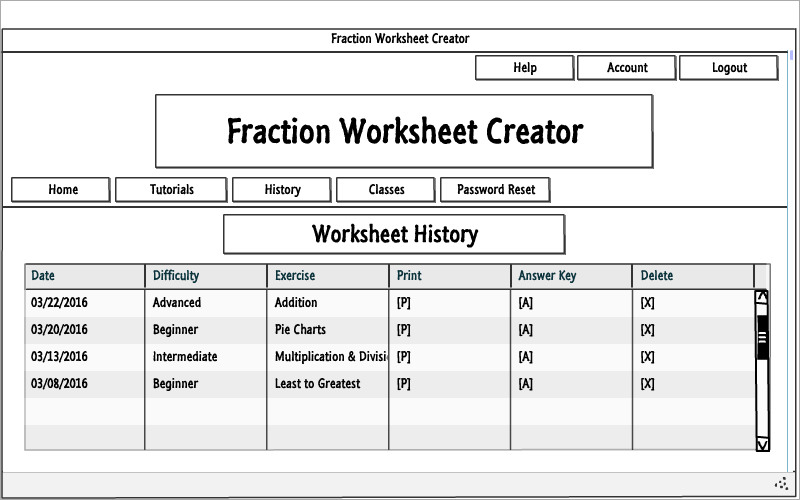 Fraction Worksheet Creator
Help Account Logout
Fraction Worksheet Creator
Home Tutorials History Classes Password Reset
Worksheet History
Date Difficulty Exercise Print Answer Key Delete
03/22/2016 Advanced Addition [P] [A] [X]
03/20/2016 Beginner Pie Charts [P] [A] [X]
03/13/2016 Intermediate Multiplication & Divisi [P] [A] [X]
03/08/2016 Beginner Least to Greatest [P] [A] [X]